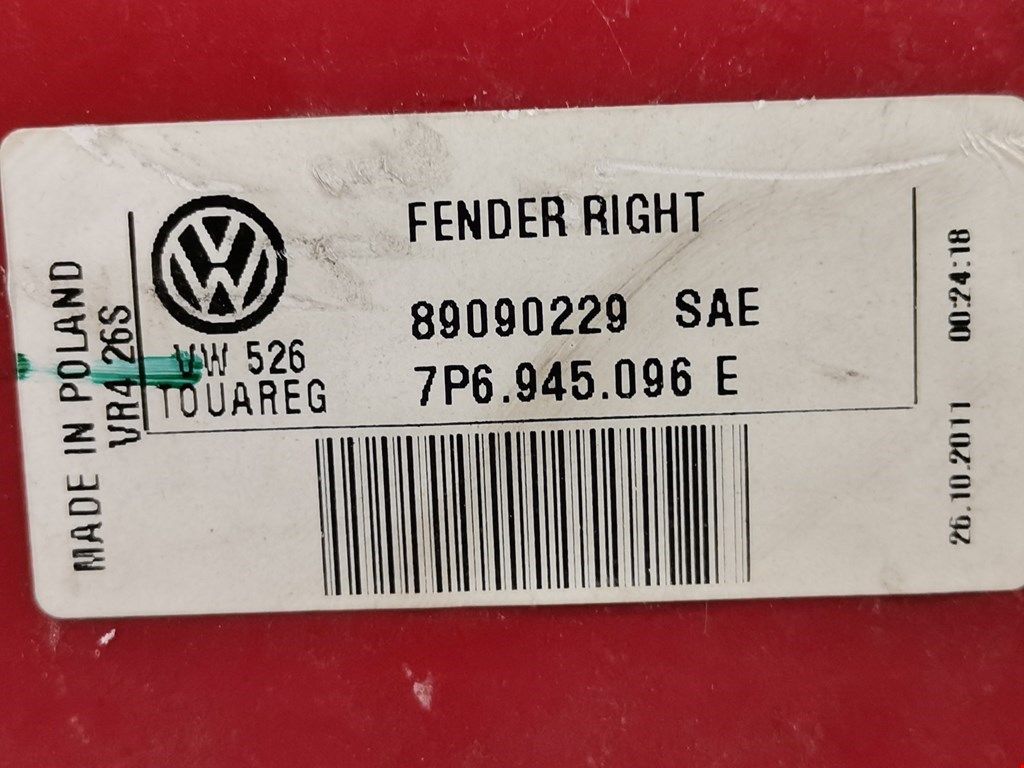 MADE IN POLAND
VR4 26S
VW 526
TOUAREG
FENDER RIGHT
89090229 SAE
7P6.945.096 E
26.10.2011 00:24:18